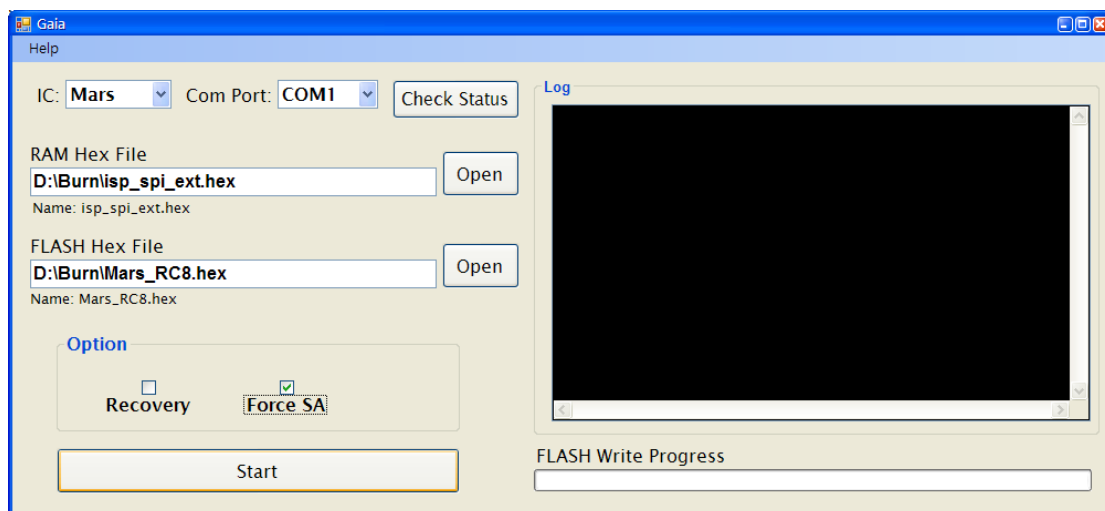 Gaia
Help
IC: Mars Com Port: COM1 Check Status
RAM Hex File
D:\Burn\isp_spi_ext.hex Open
Name: isp_spi_ext.hex
FLASH Hex File
D:\Burn\Mars_RC8.hex Open
Name: Mars_RC8.hex
Option
Recovery Force SA
Start
Log
FLASH Write Progress